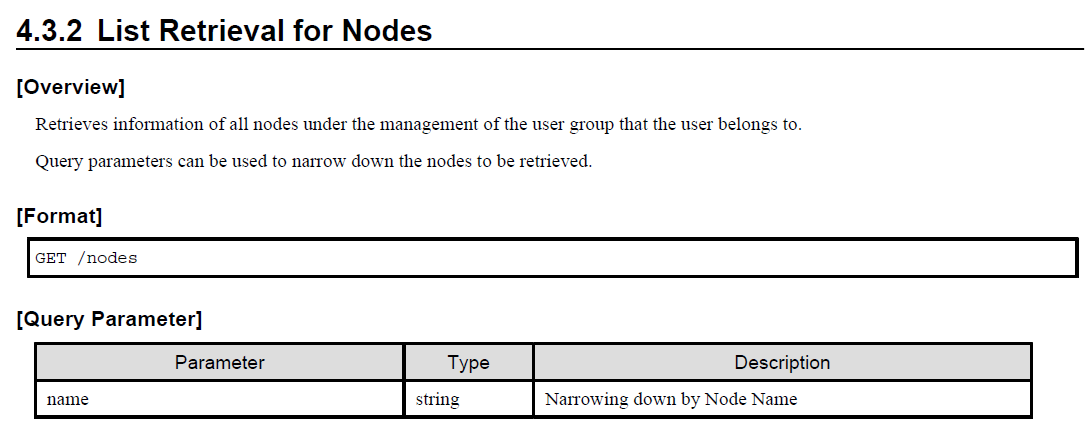 4.3.2 List Retrieval for Nodes
[Overview]
Retrieves information of all nodes under the management of the user group that the user belongs to.
Query parameters can be used to narrow down the nodes to be retrieved.
[Format]
GET /nodes
[Query Parameter]
Parameter Type Description
name string Narrowing down by Node Name